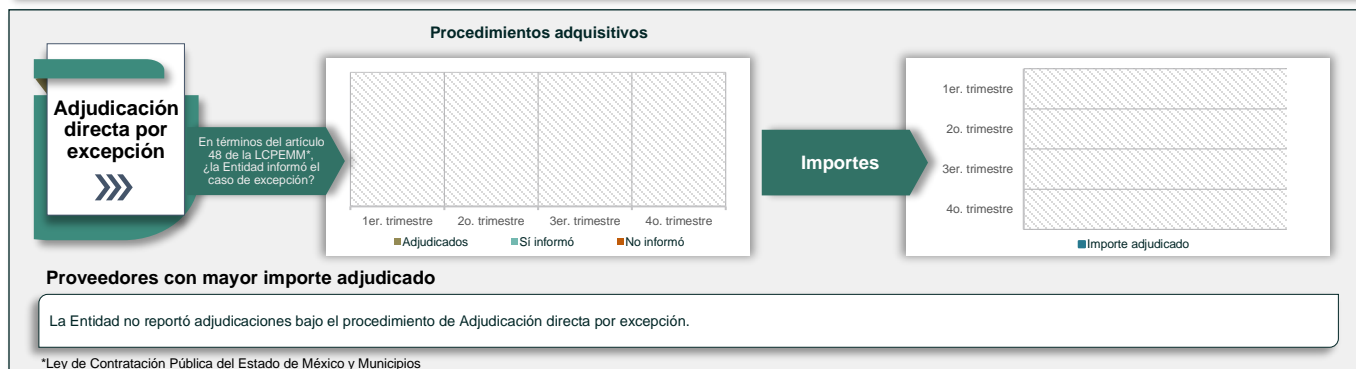 Procedimientos adquisitivos
Adjudicación
directa por
excepción
En términos del artículo
48 de la LCPEMM*,
¿la Entidad informó el
caso de excepción?
1er. trimestre 2o. trimestre 3er. trimestre 4o. trimestre
Adjudicados Sí informó No informó
Importes
1er. trimestre
2o. trimestre
3er. trimestre
4o. trimestre
Importe adjudicado
Proveedores con mayor importe adjudicado
La Entidad no reportó adjudicaciones bajo el procedimiento de Adjudicación directa por excepción.
*Ley de Contratación Pública del Estado de México y Municipios